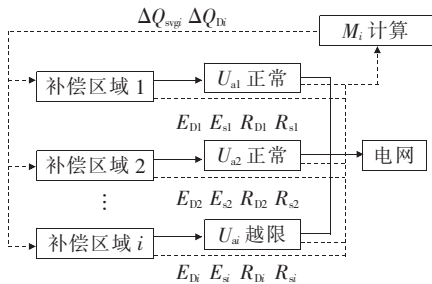 ΔQsvgi ΔQDi
Mi 计算
补偿区域 1
Ua1 正常
ED1 Es1 RD1 Rs1
补偿区域 2
Ua2 正常
电网
ED2 Es2 RD2 Rs2
⋮
补偿区域 i
Uai 越限
EDi Esi RDi Rsi